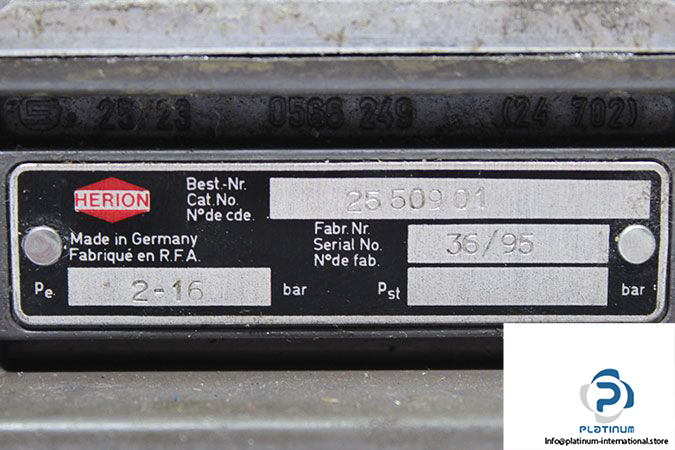 25/23 0566 249 (24 702)
HERION
Best.-Nr.
Cat.No.
N° de cde.
25 509 01
Made in Germany
Fabriqué en R.F.A.
Fabr. Nr.
Serial No.
N° de fab.
36/95
Pe 2-16 bar
Pst bar
PLATINUM
Info@platinum-international.store